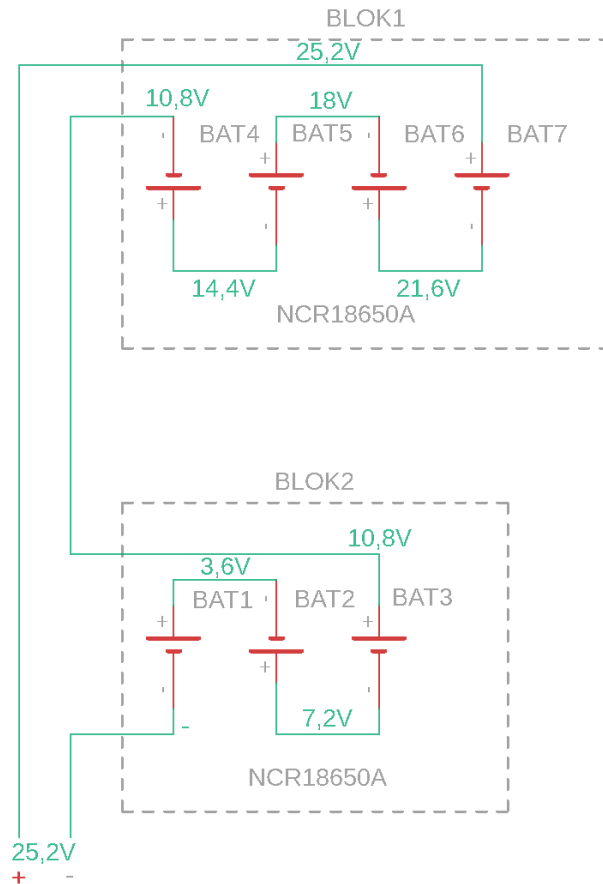 BLOK1
25,2V
10,8V
18V
- BAT4 BAT5 - BAT6 BAT7
+ +
+ +
- -
14,4V 21,6V
NCR18650A
BLOK2
10,8V
3,6V
BAT1 - BAT2 BAT3
+ +
+
- -
- 7,2V
NCR18650A
25,2V
+ -